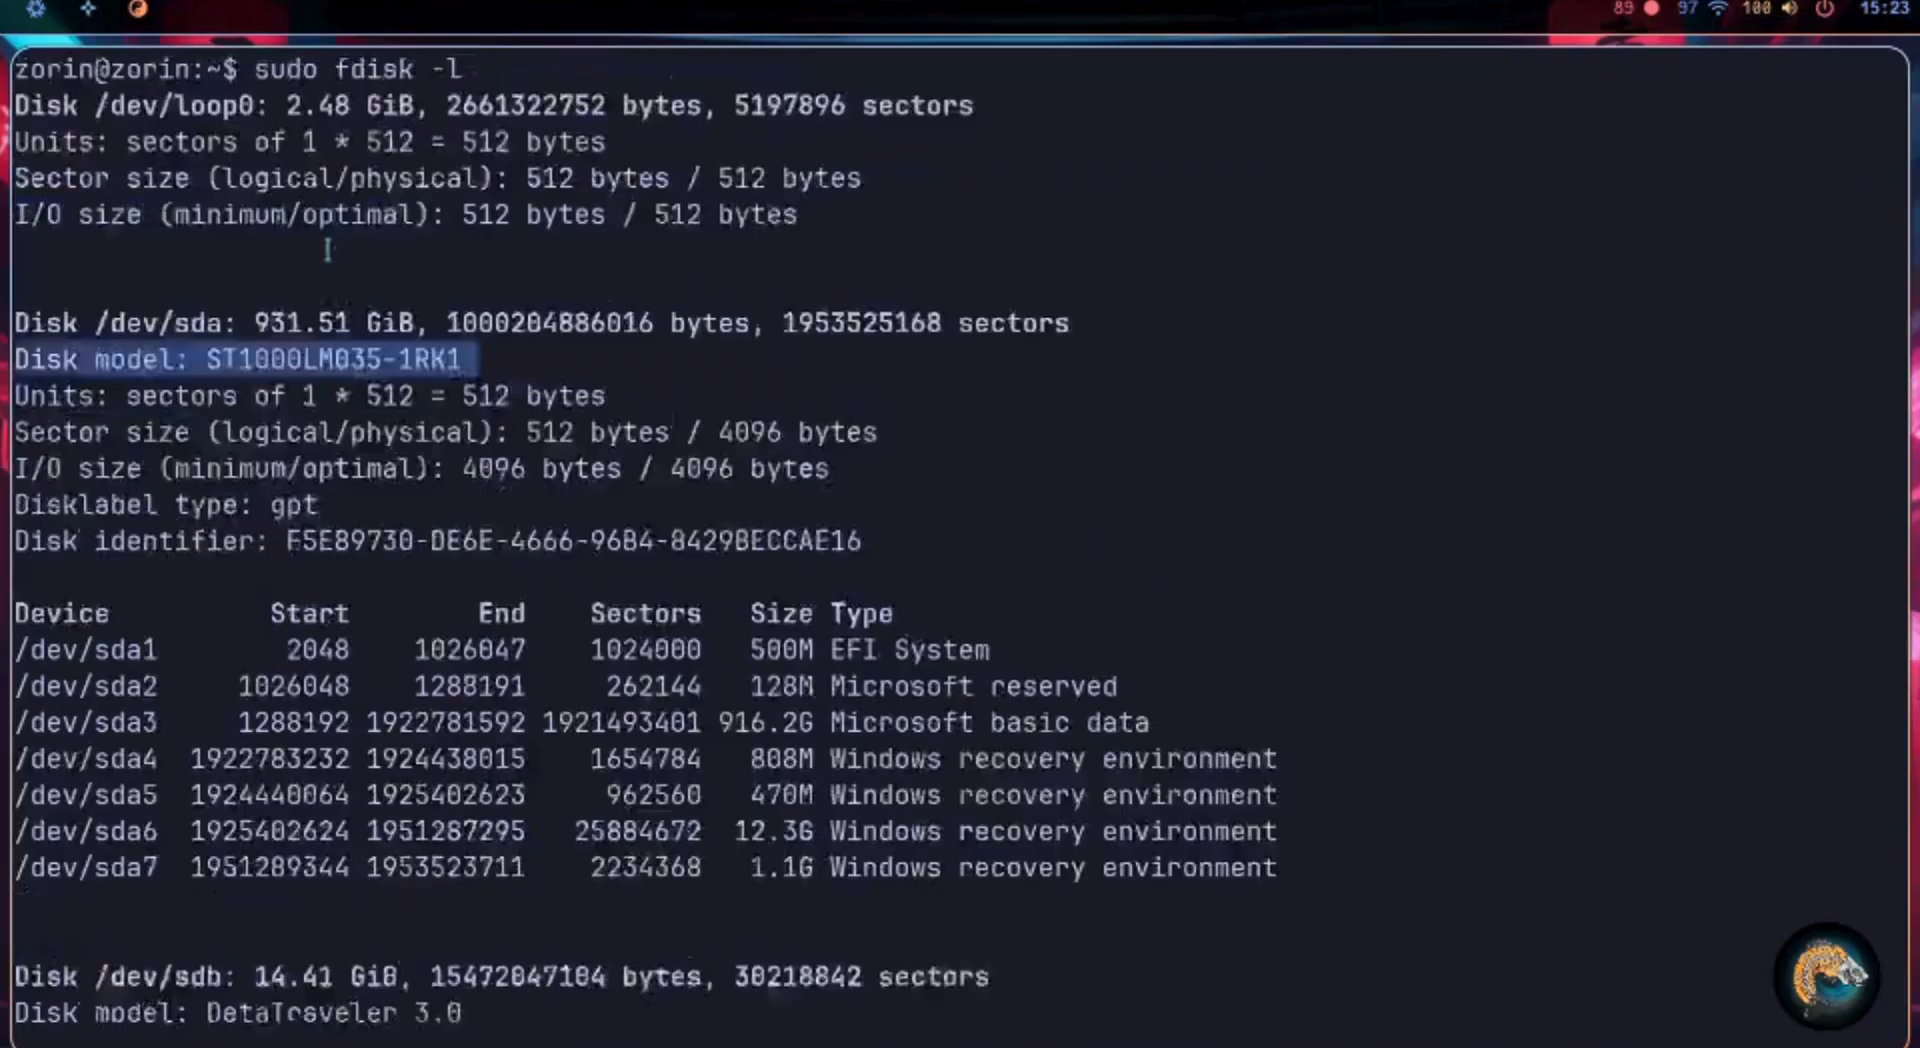 89 97 100 15:23
zorin@zorin:~$ sudo fdisk -l
Disk /dev/loop0: 2.48 GiB, 2661322752 bytes, 5197896 sectors
Units: sectors of 1 * 512 = 512 bytes
Sector size (logical/physical): 512 bytes / 512 bytes
I/O size (minimum/optimal): 512 bytes / 512 bytes
Disk /dev/sda: 931.51 GiB, 1000204886016 bytes, 1953525168 sectors
Disk model: ST1000LM035-1RK1
Units: sectors of 1 * 512 = 512 bytes
Sector size (logical/physical): 512 bytes / 4096 bytes
I/O size (minimum/optimal): 4096 bytes / 4096 bytes
Disklabel type: gpt
Disk identifier: F5E89730-DE6E-4666-96B4-8429BECCAE16
Device Start End Sectors Size Type
/dev/sda1 2048 1026047 1024000 500M EFI System
/dev/sda2 1026048 1288191 262144 128M Microsoft reserved
/dev/sda3 1288192 1922781592 1921493401 916.2G Microsoft basic data
/dev/sda4 1922783232 1924438015 1654784 808M Windows recovery environment
/dev/sda5 1924440064 1925402623 962560 470M Windows recovery environment
/dev/sda6 1925402624 1951287295 25884672 12.3G Windows recovery environment
/dev/sda7 1951289344 1953523711 2234368 1.1G Windows recovery environment
Disk /dev/sdb: 14.41 GiB, 15472047104 bytes, 30218842 sectors
Disk model: DataTraveler 3.0